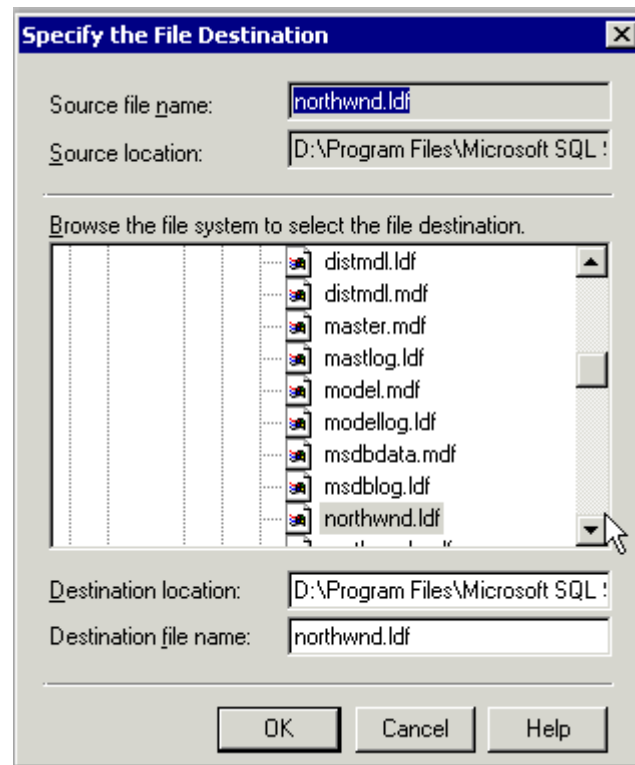 Specify the File Destination
Source file name: northwnd.ldf
Source location: D:\Program Files\Microsoft SQL
Browse the file system to select the file destination.
distmdl.ldf
distmdl.mdf
master.mdf
mastlog.ldf
model.mdf
modellog.ldf
msdbdata.mdf
msdblog.ldf
northwnd.ldf
Destination location: D:\Program Files\Microsoft SQL
Destination file name: northwnd.ldf
OK Cancel Help